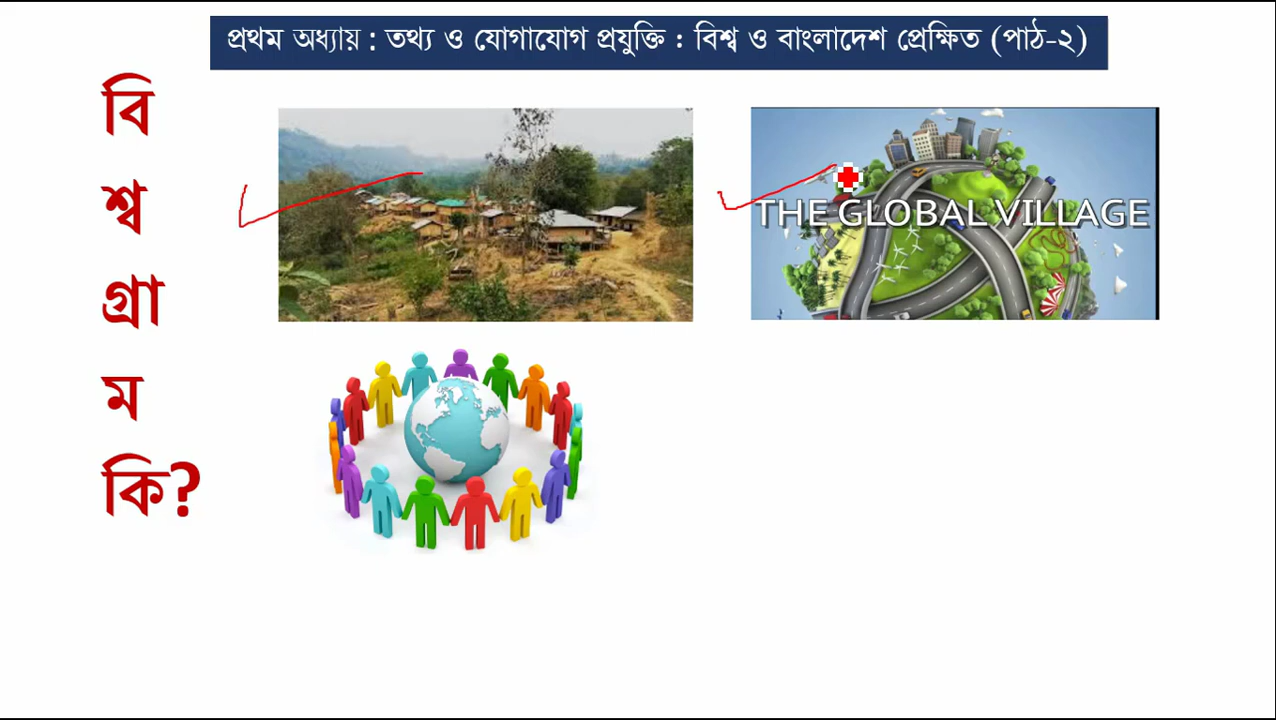 প্রথম অধ্যায় : তথ্য ও যোগাযোগ প্রযুক্তি : বিশ্ব ও বাংলাদেশ প্রেক্ষিত (পাঠ-২)
বি
শ্ব
গ্রা
ম
কি?
THE GLOBAL VILLAGE